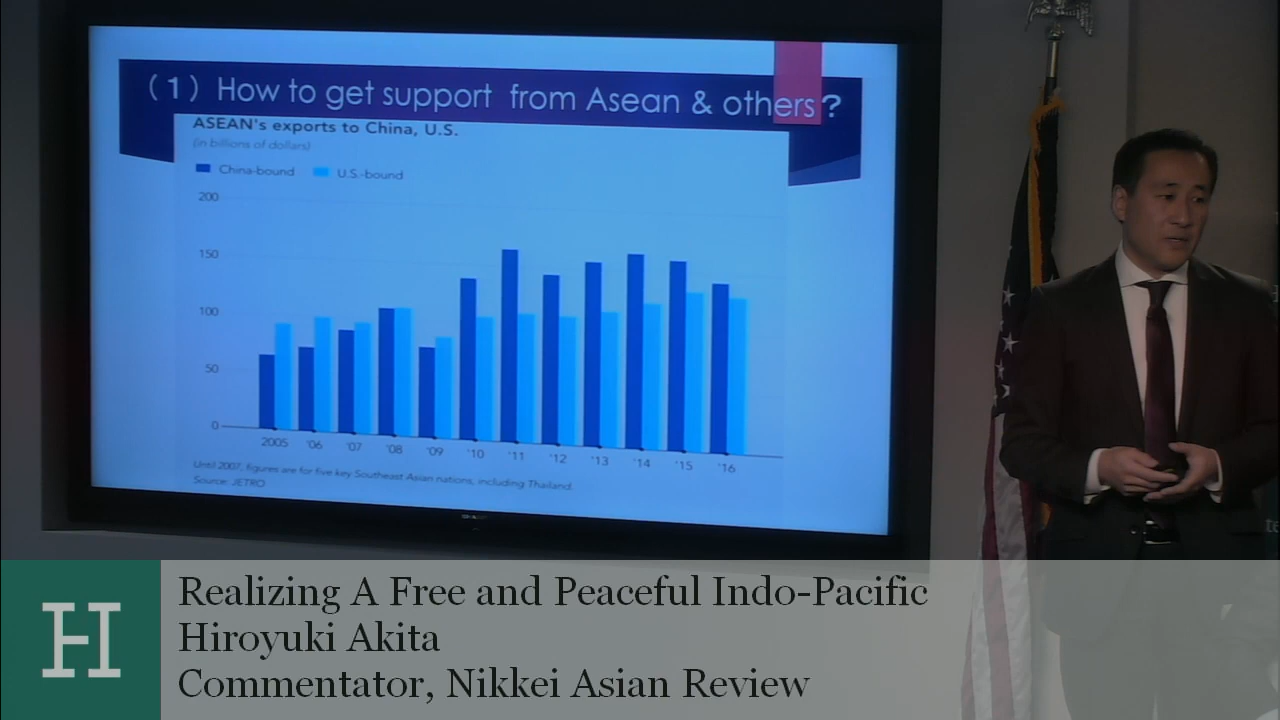 (1) How to get support from Asean & others?
ASEAN's exports to China, U.S.
(in billions of dollars)
China-bound
U.S.-bound
200
150
100
50
0
2005 '06 '07 '08 '09 '10 '11 '12 '13 '14 '15 '16
Until 2007, figures are for five key Southeast Asian nations, including Thailand.
Source: JETRO
H
Realizing A Free and Peaceful Indo-Pacific
Hiroyuki Akita
Commentator, Nikkei Asian Review